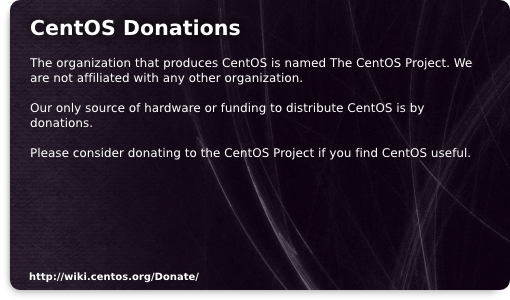 CentOS Donations
The organization that produces CentOS is named The CentOS Project. We
are not affiliated with any other organization.
Our only source of hardware or funding to distribute CentOS is by
donations.
Please consider donating to the CentOS Project if you find CentOS useful.
http://wiki.centos.org/Donate/